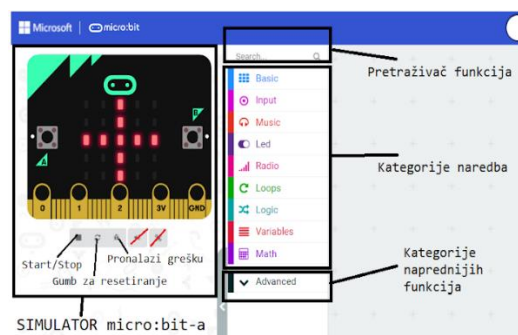 Microsoft | micro:bit
Search...
Basic
Input
Music
Led
Radio
Loops
Logic
Variables
Math
Advanced
Pretraživač funkcija
Kategorije naredba
Kategorije
naprednijih
funkcija
B
A
0 1 2 3V GND
Start/Stop
Pronalazi grešku
Gumb za resetiranje
SIMULATOR micro:bit-a